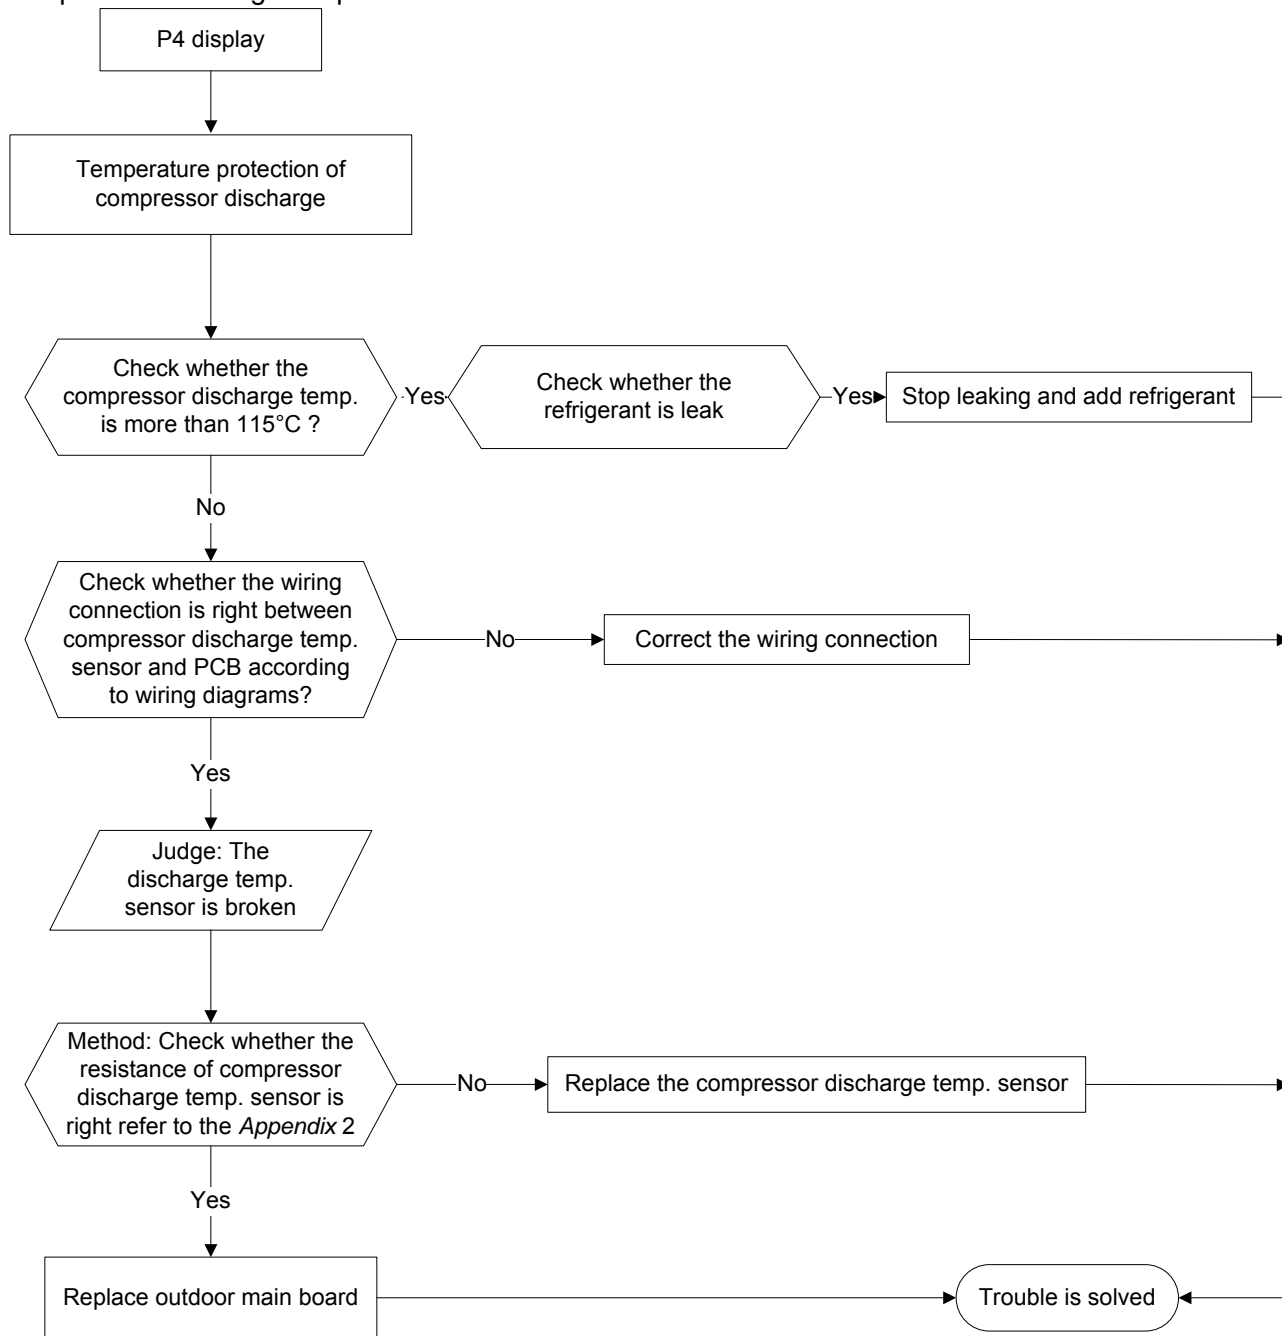 P4 display
Temperature protection of
compressor discharge
Check whether the
compressor discharge temp.
is more than 115°C ?
Yes
Check whether the
refrigerant is leak
Yes
Stop leaking and add refrigerant
No
Check whether the wiring
connection is right between
compressor discharge temp.
sensor and PCB according
to wiring diagrams?
No
Correct the wiring connection
Yes
Judge: The
discharge temp.
sensor is broken
Method: Check whether the
resistance of compressor
discharge temp. sensor is
right refer to the Appendix 2
No
Replace the compressor discharge temp. sensor
Yes
Replace outdoor main board
Trouble is solved